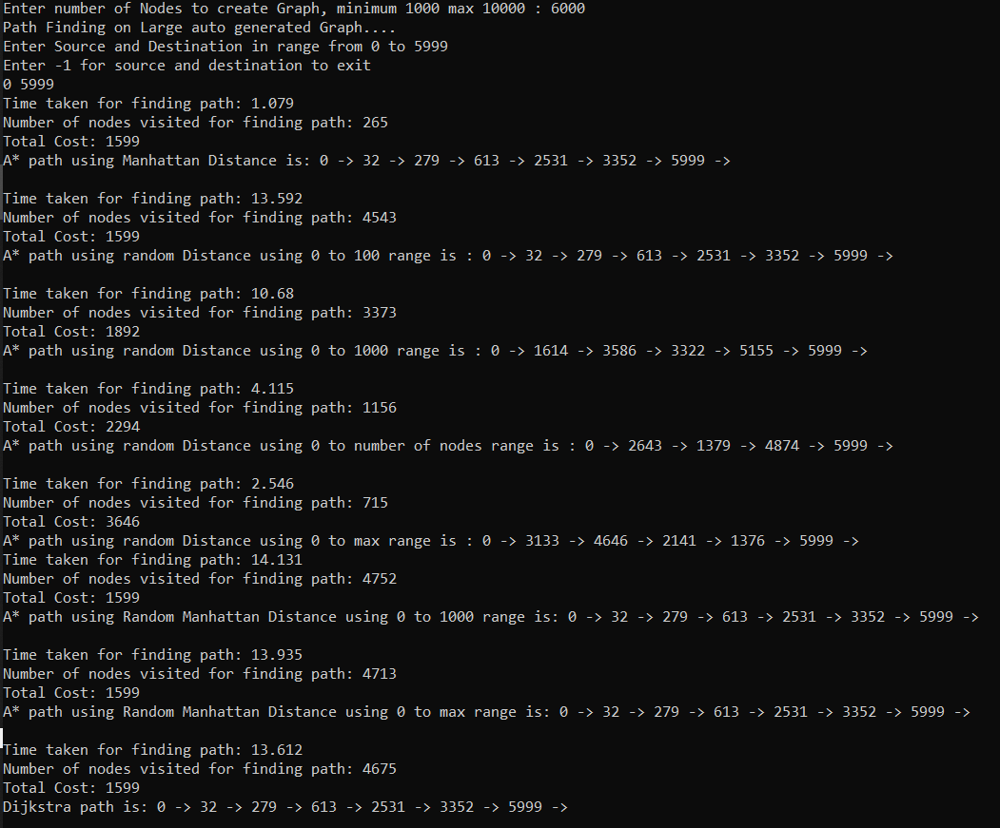 Enter number of Nodes to create Graph, minimum 1000 max 10000 : 6000
Path Finding on Large auto generated Graph....
Enter Source and Destination in range from 0 to 5999
Enter -1 for source and destination to exit
0 5999
Time taken for finding path: 1.079
Number of nodes visited for finding path: 265
Total Cost: 1599
A* path using Manhattan Distance is: 0 -> 32 -> 279 -> 613 -> 2531 -> 3352 -> 5999 ->
Time taken for finding path: 13.592
Number of nodes visited for finding path: 4543
Total Cost: 1599
A* path using random Distance using 0 to 100 range is : 0 -> 32 -> 279 -> 613 -> 2531 -> 3352 -> 5999 ->
Time taken for finding path: 10.68
Number of nodes visited for finding path: 3373
Total Cost: 1892
A* path using random Distance using 0 to 1000 range is : 0 -> 1614 -> 3586 -> 3322 -> 5155 -> 5999 ->
Time taken for finding path: 4.115
Number of nodes visited for finding path: 1156
Total Cost: 2294
A* path using random Distance using 0 to number of nodes range is : 0 -> 2643 -> 1379 -> 4874 -> 5999 ->
Time taken for finding path: 2.546
Number of nodes visited for finding path: 715
Total Cost: 3646
A* path using random Distance using 0 to max range is : 0 -> 3133 -> 4646 -> 2141 -> 1376 -> 5999 ->
Time taken for finding path: 14.131
Number of nodes visited for finding path: 4752
Total Cost: 1599
A* path using Random Manhattan Distance using 0 to 1000 range is: 0 -> 32 -> 279 -> 613 -> 2531 -> 3352 -> 5999 ->
Time taken for finding path: 13.935
Number of nodes visited for finding path: 4713
Total Cost: 1599
A* path using Random Manhattan Distance using 0 to max range is: 0 -> 32 -> 279 -> 613 -> 2531 -> 3352 -> 5999 ->
Time taken for finding path: 13.612
Number of nodes visited for finding path: 4675
Total Cost: 1599
Dijkstra path is: 0 -> 32 -> 279 -> 613 -> 2531 -> 3352 -> 5999 ->